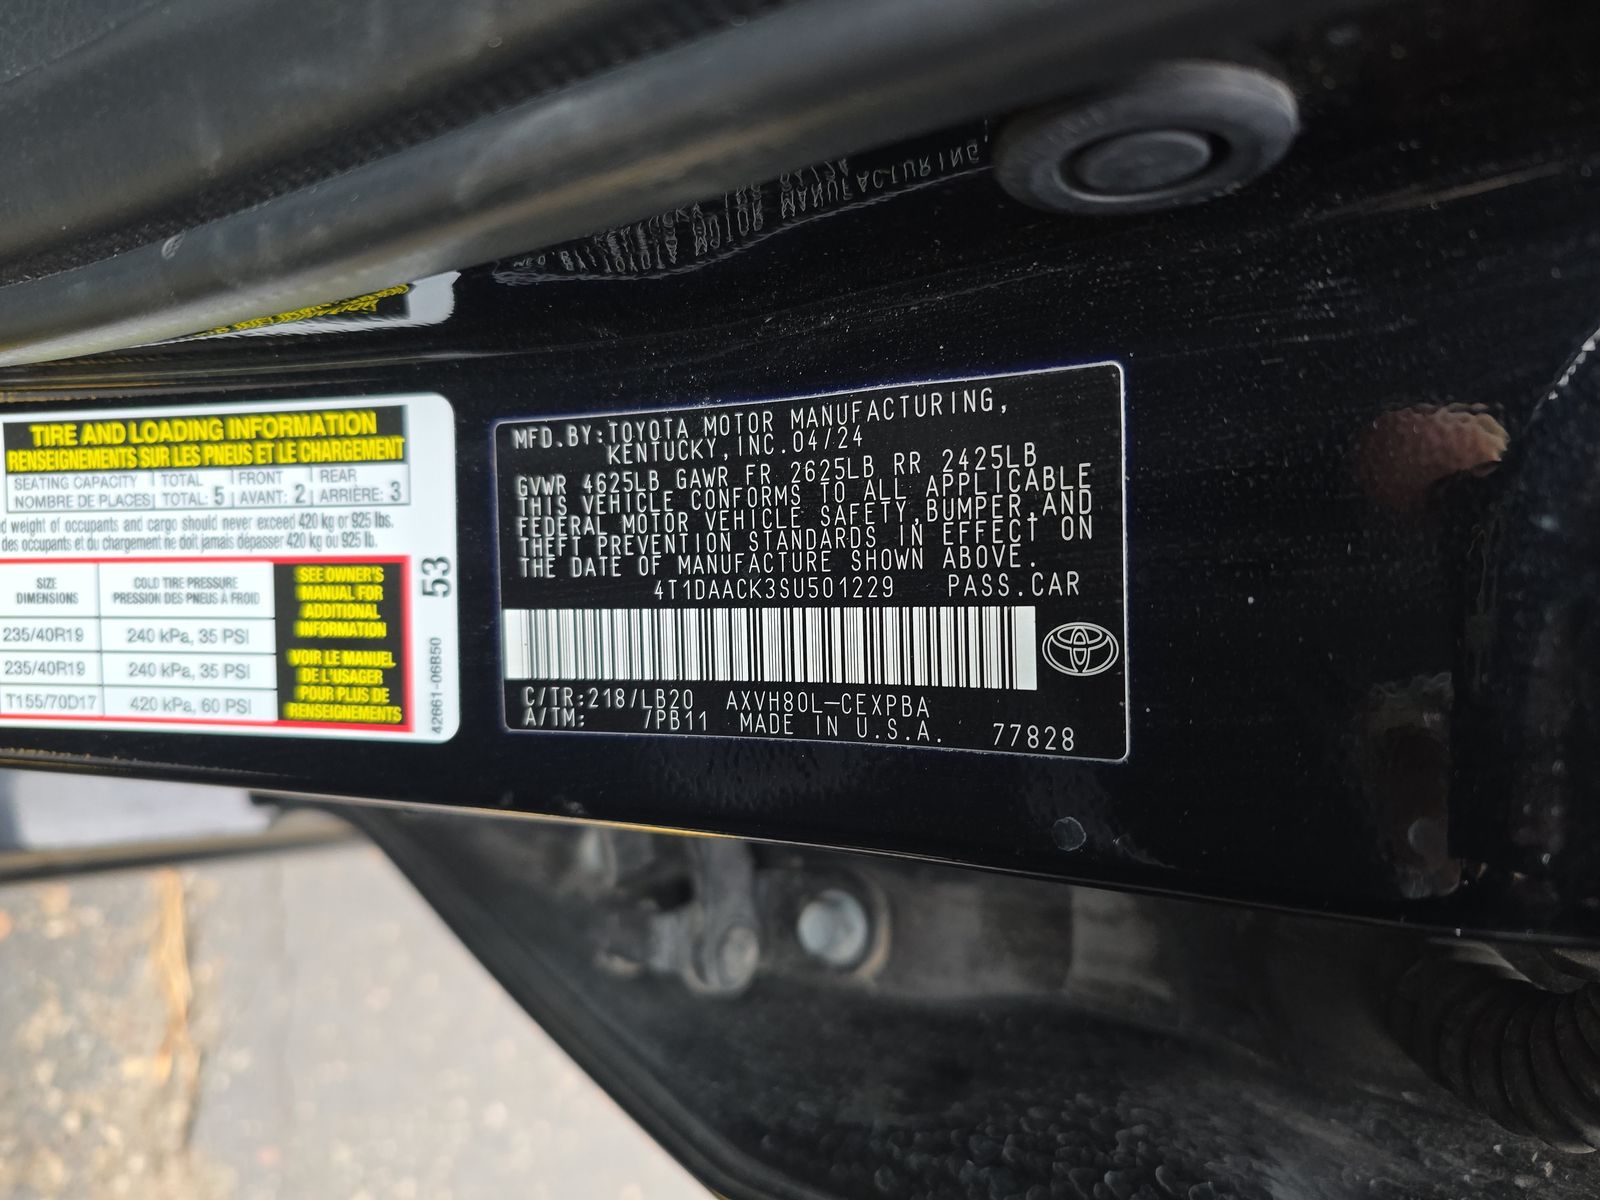 TIRE AND LOADING INFORMATION
RENSEIGNEMENTS SUR LES PNEUS ET LE CHARGEMENT
SEATING CAPACITY TOTAL FRONT REAR
NOMBRE DE PLACES TOTAL: 5 AVANT: 2 ARRIÈRE: 3
weight of occupants and cargo should never exceed 420 kg or 925 lbs.
des occupants et du chargement ne doit jamais dépasser 420 kg ou 925 lb.
SIZE COLD TIRE PRESSURE
DIMENSIONS PRESSION DES PNEUS À FROID
235/40R19 240 kPa, 35 PSI
235/40R19 240 kPa, 35 PSI
T155/70D17 420 kPa, 60 PSI
SEE OWNER'S
MANUAL FOR
ADDITIONAL
INFORMATION
VOIR LE MANUEL
DE L'USAGER
POUR PLUS DE
RENSEIGNEMENTS
53
42661-06B50
MFD.BY:TOYOTA MOTOR MANUFACTURING,
KENTUCKY, INC. 04/24
GVWR 4625LB GAWR FR 2625LB RR 2425LB
THIS VEHICLE CONFORMS TO ALL APPLICABLE
FEDERAL MOTOR VEHICLE SAFETY,BUMPER,AND
THEFT PREVENTION STANDARDS IN EFFECT ON
THE DATE OF MANUFACTURE SHOWN ABOVE.
4T1DAACK3SU501229 PASS.CAR
C/TR:218/LB20 AXVH80L-CEXPBA
A/TM: /PB11 MADE IN U.S.A. 77828